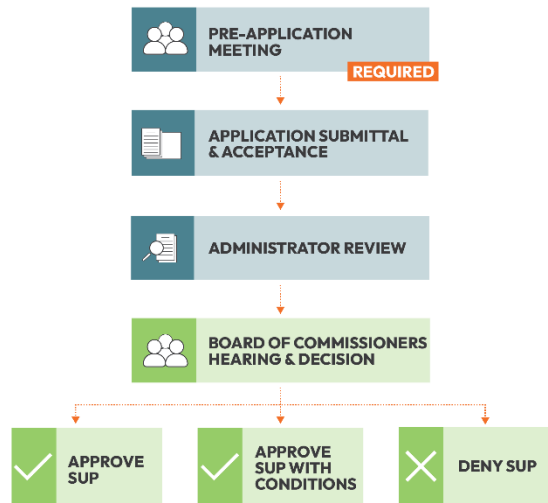 PRE-APPLICATION
MEETING
REQUIRED
APPLICATION SUBMITTAL
& ACCEPTANCE
ADMINISTRATOR REVIEW
BOARD OF COMMISSIONERS
HEARING & DECISION
APPROVE
SUP
APPROVE
SUP WITH
CONDITIONS
DENY SUP